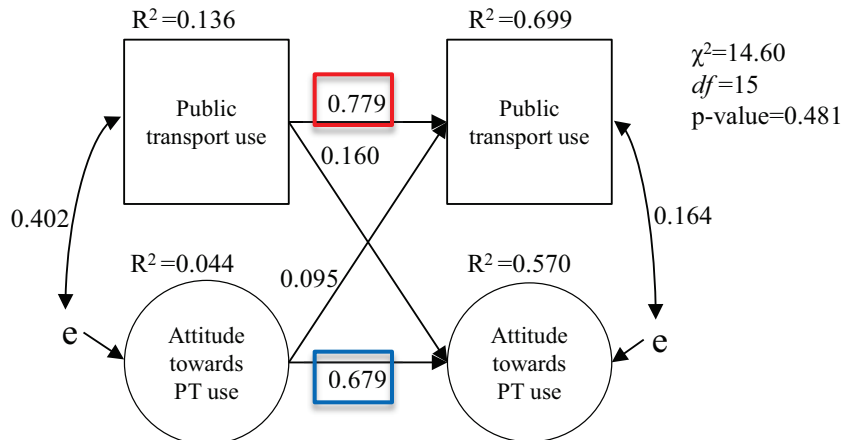 R²=0.136
R²=0.699
χ²=14.60
df=15
p-value=0.481
Public
transport use
0.779
Public
transport use
0.160
0.402
0.164
R²=0.044
R²=0.570
0.095
e
Attitude
towards
PT use
0.679
Attitude
towards
PT use
e